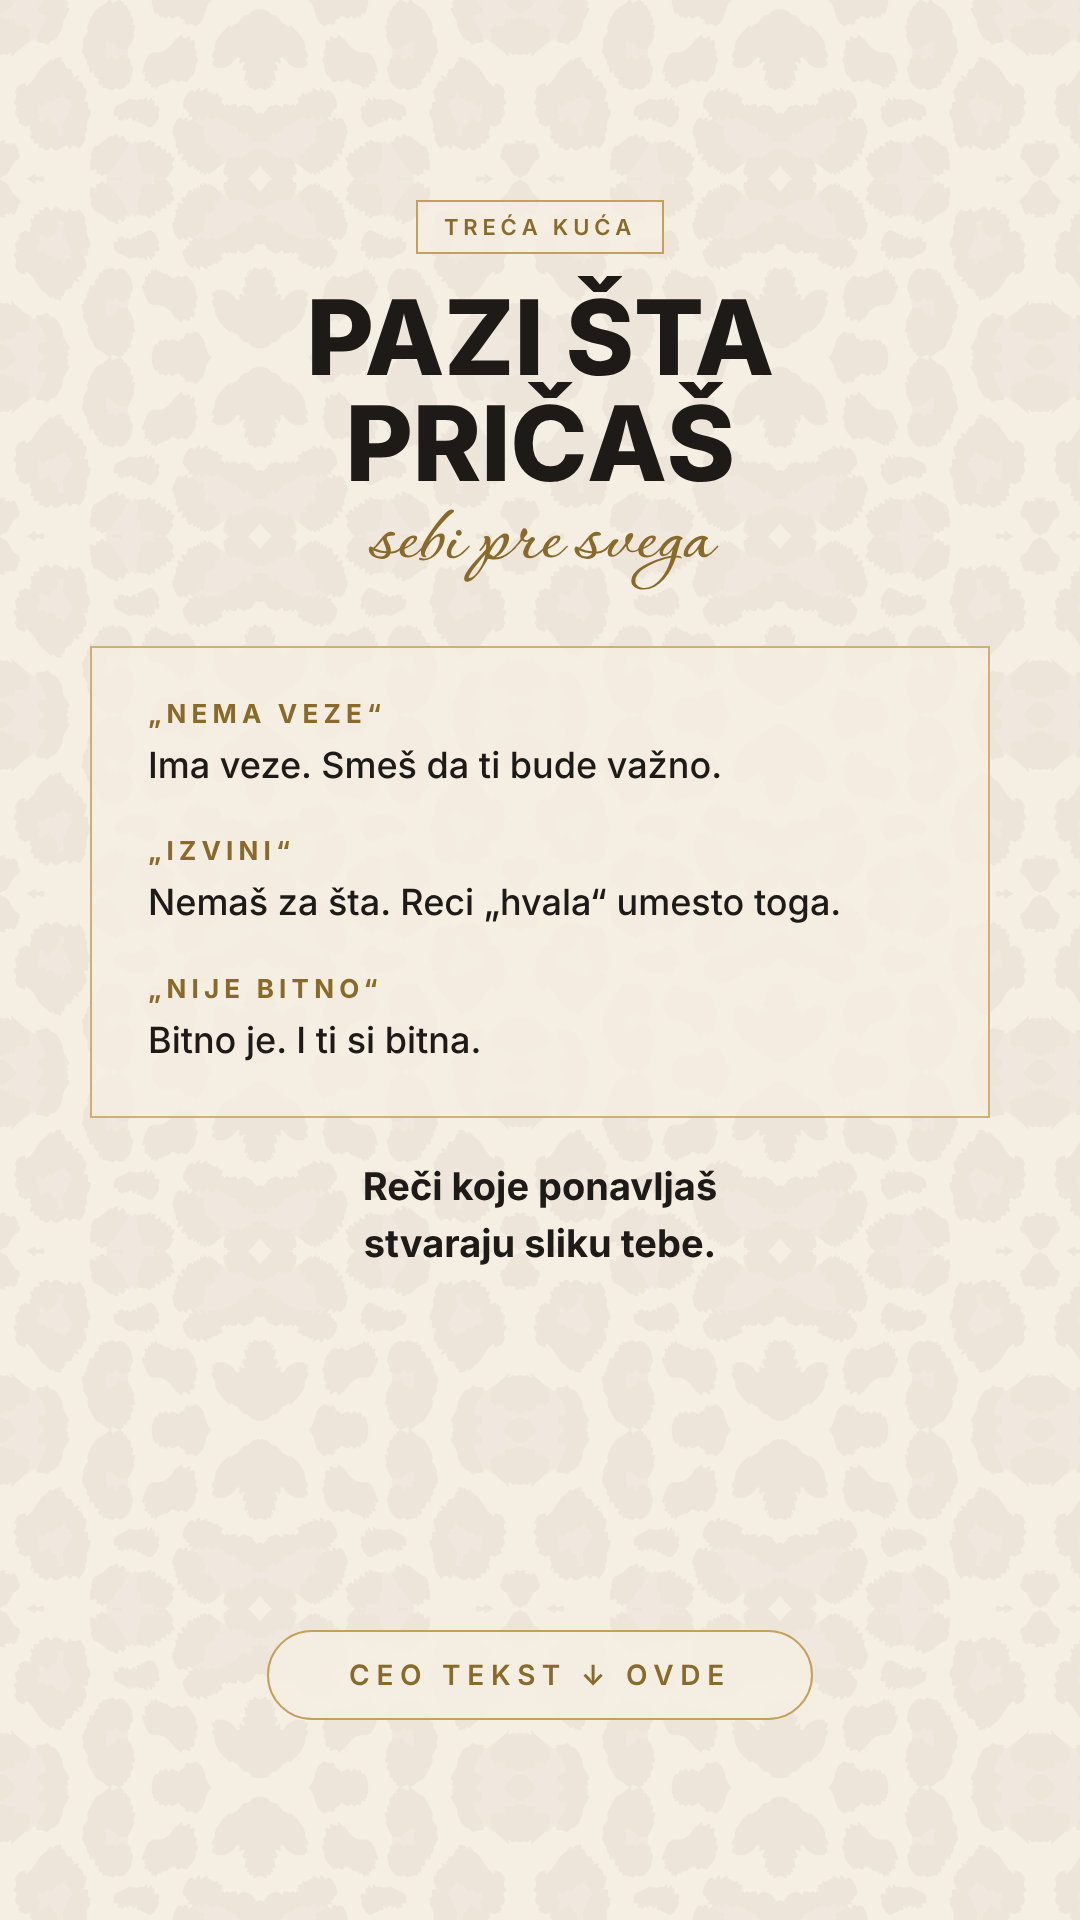 TREĆA KUĆA
PAZI ŠTA
PRIČAŠ
sebi pre svega
„NEMA VEZE“
Ima veze. Smeš da ti bude važno.
„IZVINI“
Nemaš za šta. Reci „hvala“ umesto toga.
„NIJE BITNO“
Bitno je. I ti si bitna.
Reči koje ponavljaš
stvaraju sliku tebe.
CEO TEKST ↓ OVDE